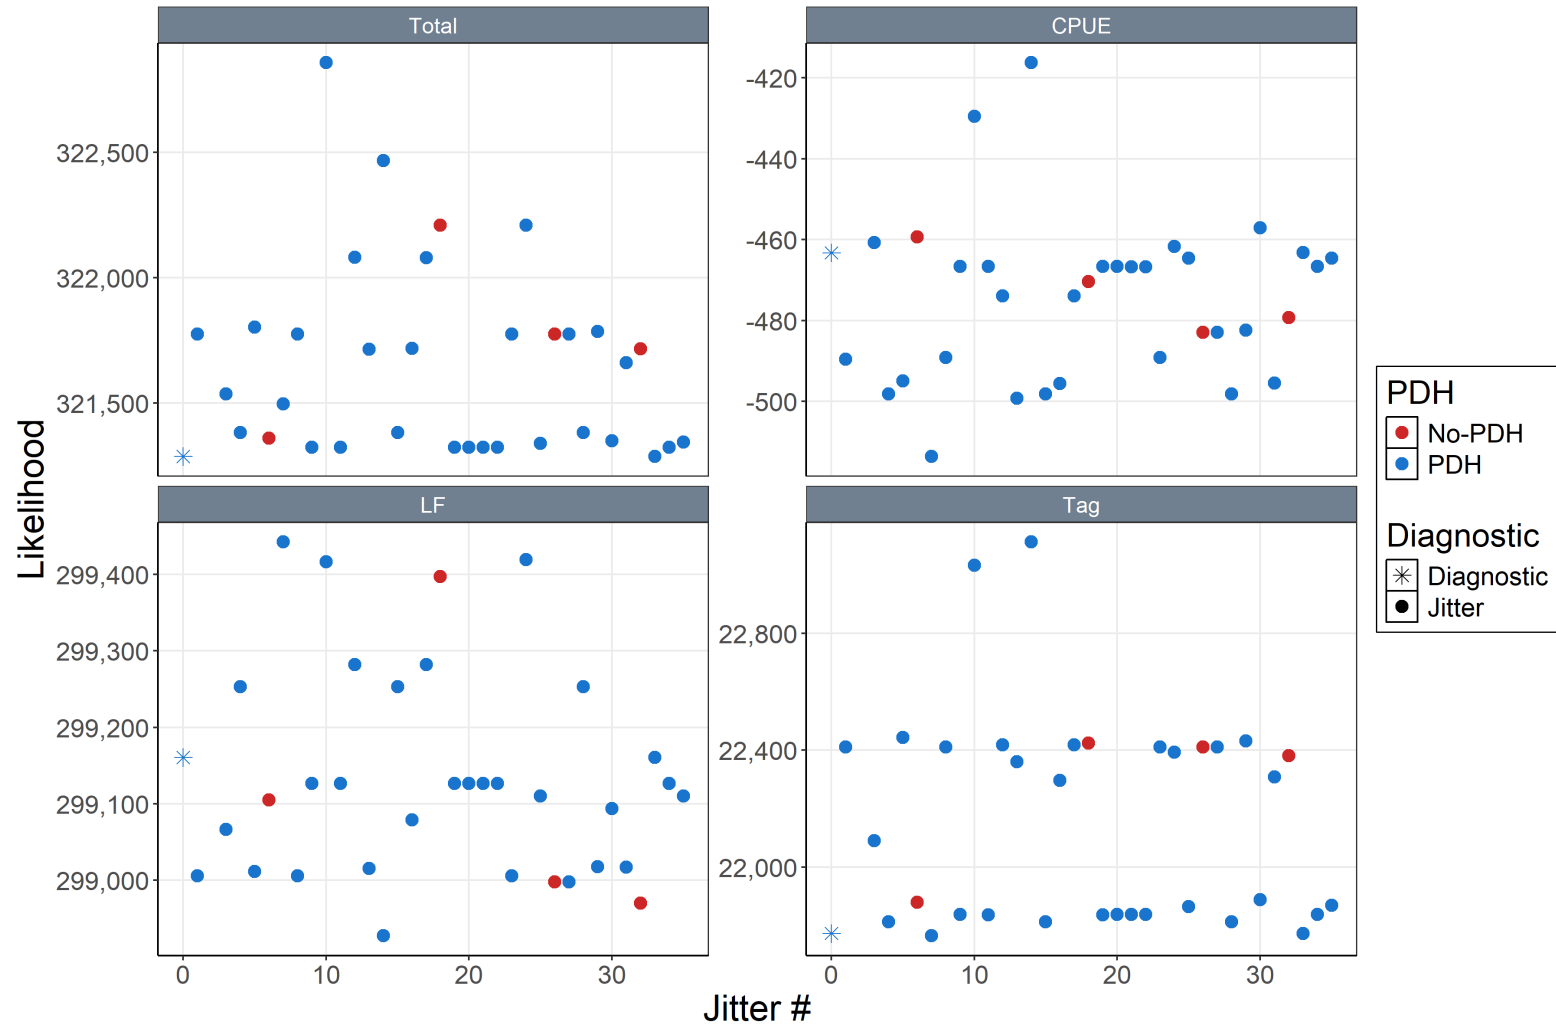 Total
CPUE
322,500
322,000
321,500
-420
-440
-460
-480
-500
LF
Tag
299,400
299,300
299,200
299,100
299,000
22,800
22,400
22,000
0 10 20 30
0 10 20 30
Likelihood
Jitter #
PDH
No-PDH
PDH
Diagnostic
Diagnostic
Jitter